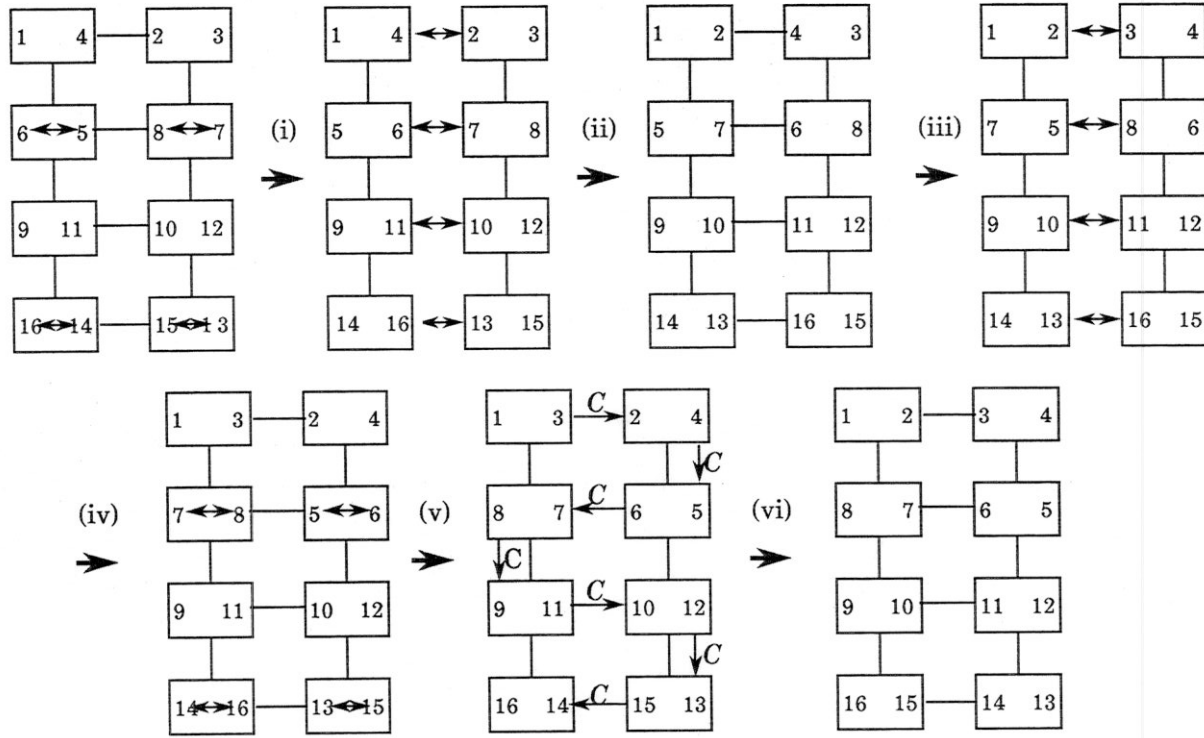 1 4 2 3 1 4 2 3 1 2 4 3 1 2 3 4
6 5 8 7 (i) 5 6 7 8 (ii) 5 7 6 8 (iii) 7 5 8 6
9 11 10 12 9 11 10 12 9 10 11 12 9 10 11 12
16 14 15 13 14 16 13 15 14 13 16 15 14 13 16 15
1 3 2 4 1 3 C 2 4 1 2 3 4
C
(iv) 7 8 5 6 (v) 8 7 C 6 5 (vi) 8 7 6 5
C
9 11 10 12 9 11 C 10 12 9 10 11 12
C
14 16 13 15 16 14 C 15 13 16 15 14 13